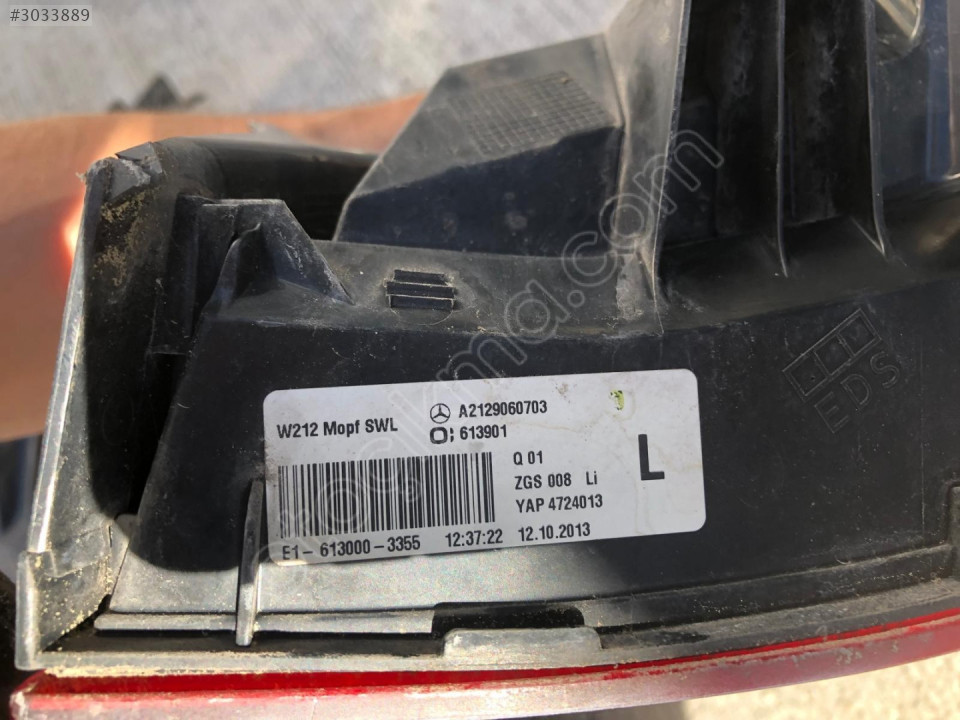 #3033889
W212 Mopf SWL
A2129060703
O: 613901
Q 01
ZGS 008 Li
YAP 4724013
L
E1- 613000- 3355 12:37:22 12.10.2013
EDS